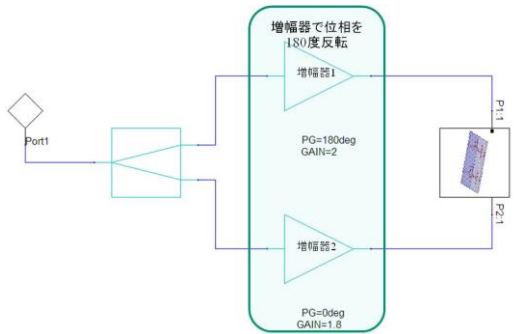 増幅器で位相を
180度反転
増幅器1
P1:1
Port1
PG=180deg
GAIN=2
P2:1
増幅器2
PG=0deg
GAIN=1.8